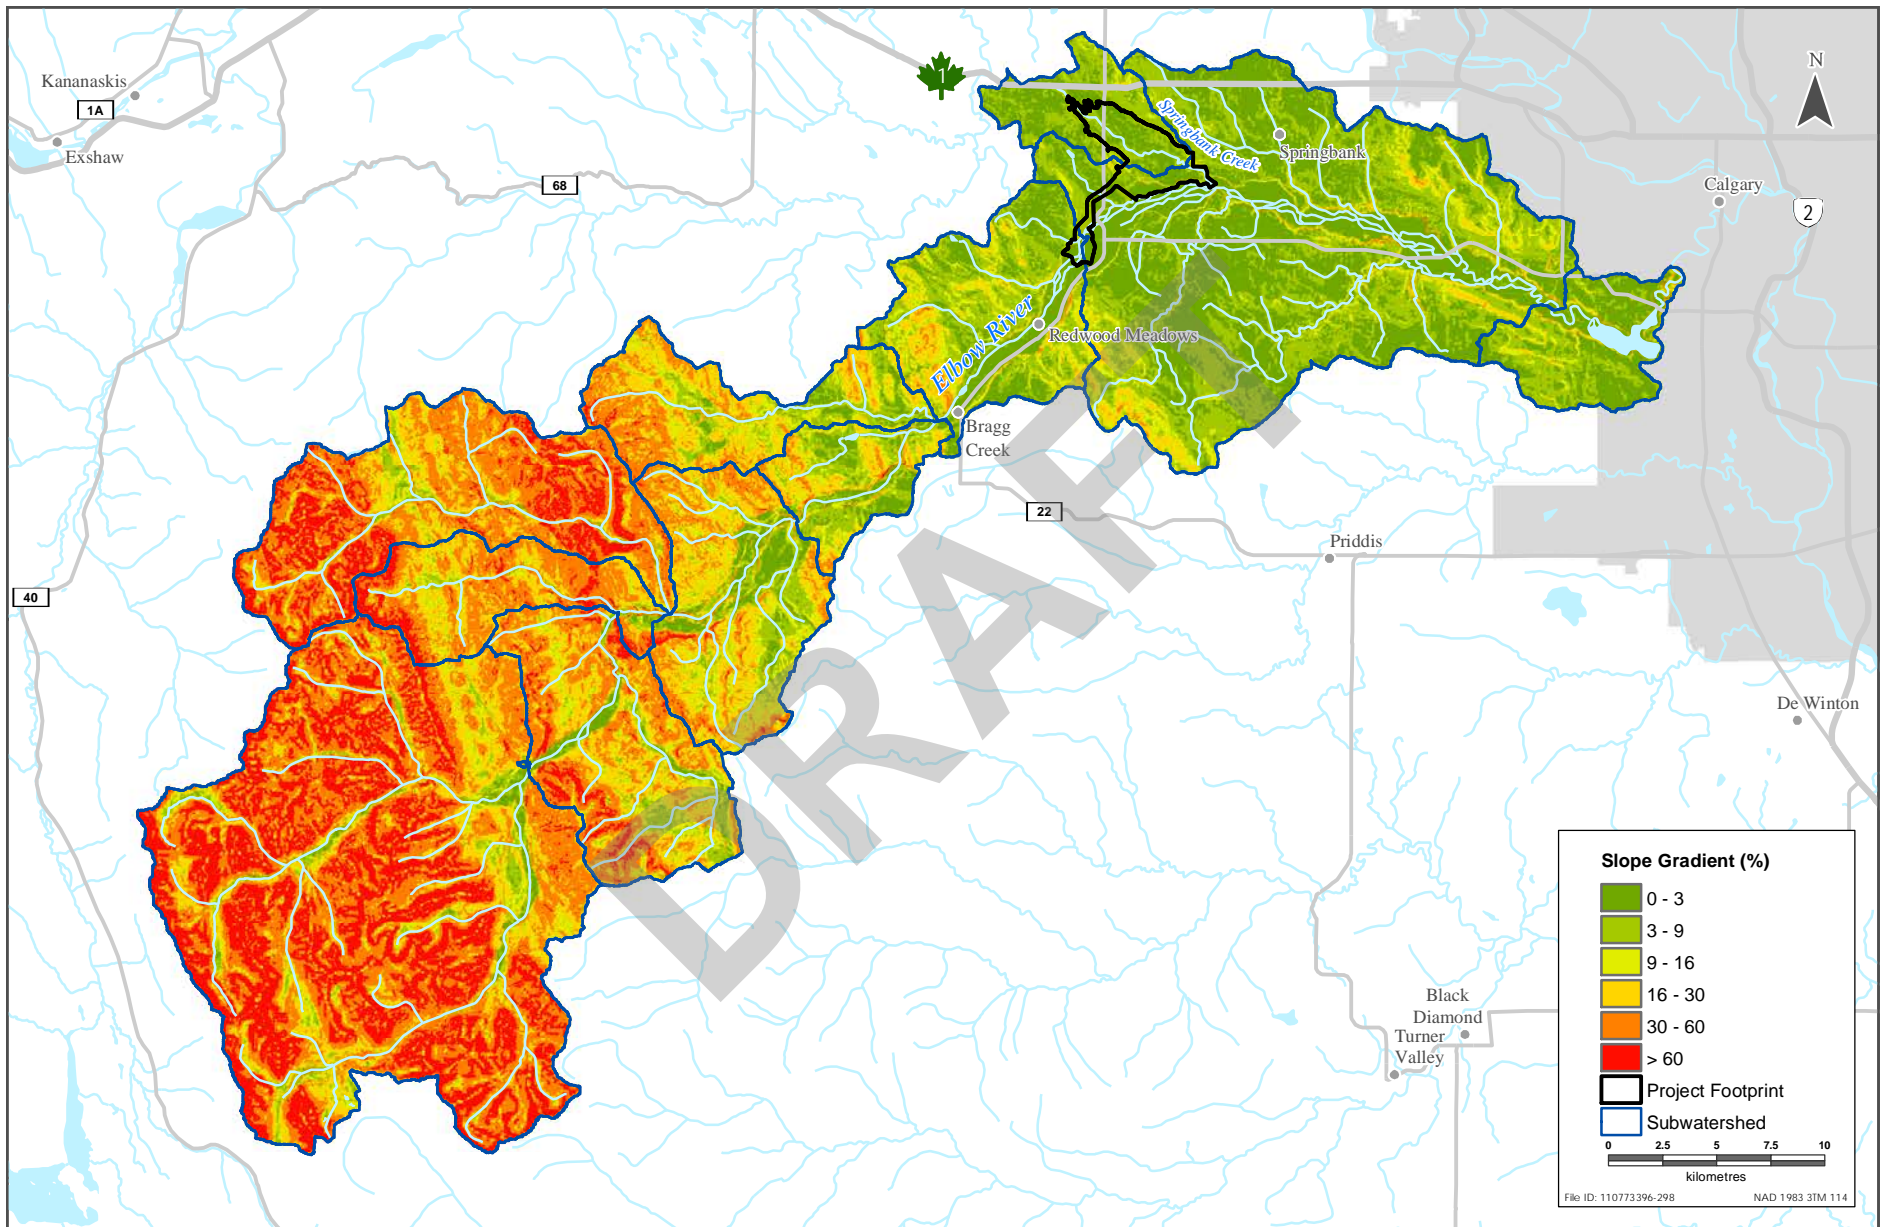 N
1
Kananaskis
1A
Exshaw
68
Springbank Creek
Springbank
Calgary
2
Elbow River
Redwood Meadows
Bragg
Creek
22
Priddis
40
De Winton
DRAFT
Black
Diamond
Turner
Valley
Slope Gradient (%)
0 - 3
3 - 9
9 - 16
16 - 30
30 - 60
> 60
Project Footprint
Subwatershed
0 2.5 5 7.5 10
kilometres
File ID: 110773396-298 NAD 1983 3TM 114